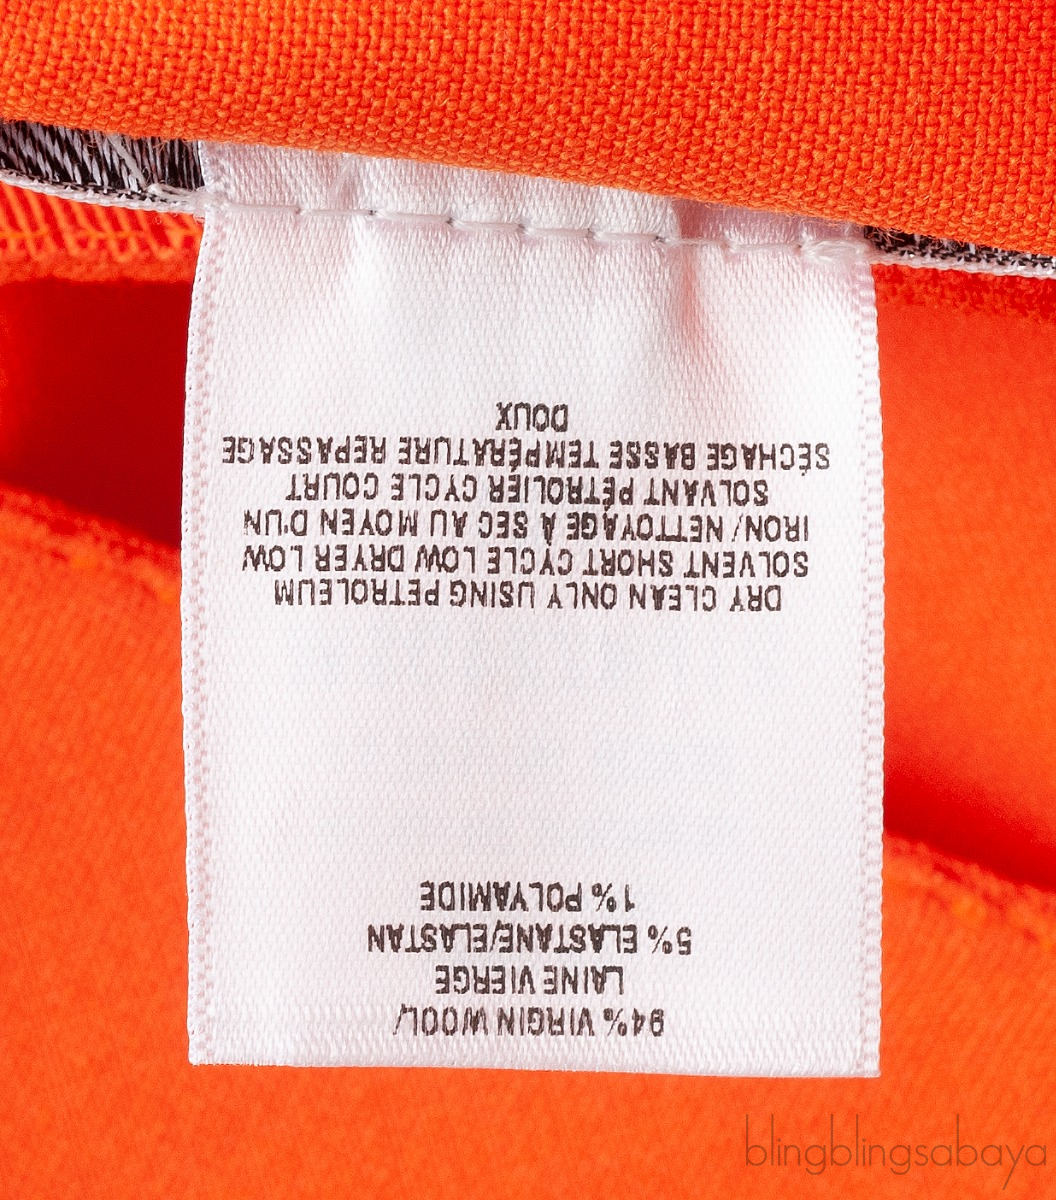 94% VIRGIN WOOL/
LAINE VIERGE
5% ELASTANE/ELASTAN
1% POLYAMIDE
DRY CLEAN ONLY USING PETROLEUM
SOLVENT SHORT CYCLE LOW DRYER LOW
IRON/NETTOYAGE À SEC AU MOYEN D'UN
SOLVANT PÉTROLIER CYCLE COURT
SÉCHAGE BASSE TEMPÉRATURE REPASSAGE
DOUX
blingblingsabaya